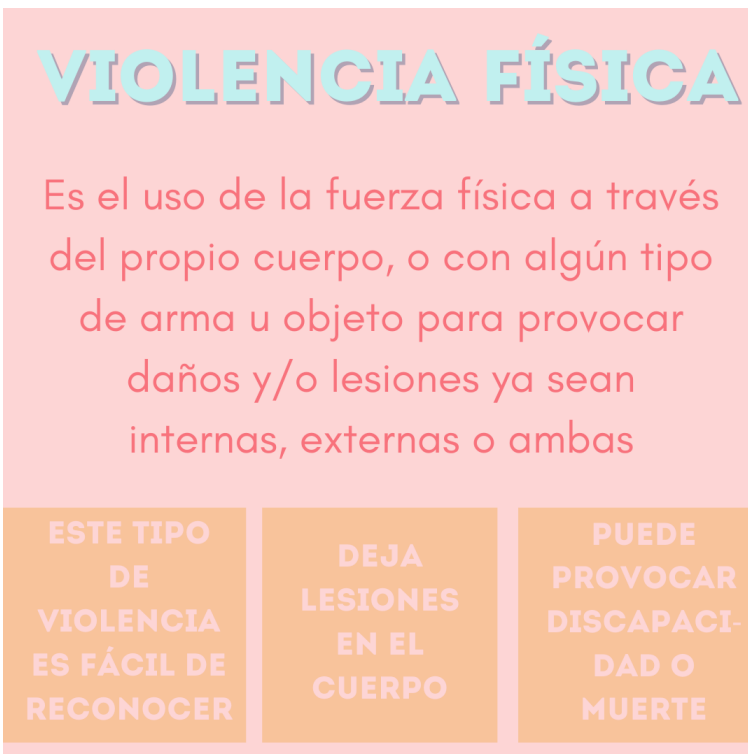 VIOLENCIA FÍSICA
Es el uso de la fuerza física a través
del propio cuerpo, o con algún tipo
de arma u objeto para provocar
daños y/o lesiones ya sean
internas, externas o ambas
ESTE TIPO
DE
VIOLENCIA
ES FÁCIL DE
RECONOCER
DEJA
LESIONES
EN EL
CUERPO
PUEDE
PROVOCAR
DISCAPACI-
DAD O
MUERTE